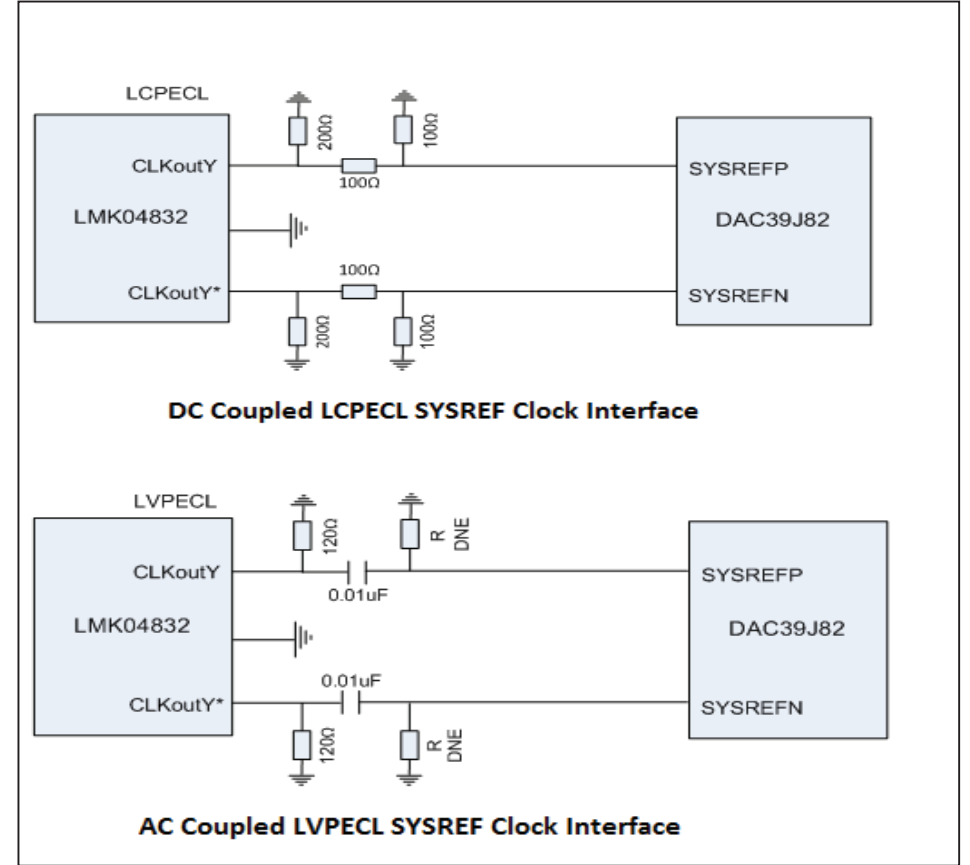 LCPECL
200Ω
100Ω
CLKoutY
SYSREFP
100Ω
LMK04832
DAC39J82
100Ω
CLKoutY*
SYSREFN
200Ω
100Ω
DC Coupled LCPECL SYSREF Clock Interface
LVPECL
120Ω
R
DNE
CLKoutY
SYSREFP
0.01uF
LMK04832
DAC39J82
0.01uF
CLKoutY*
SYSREFN
120Ω
R
DNE
AC Coupled LVPECL SYSREF Clock Interface